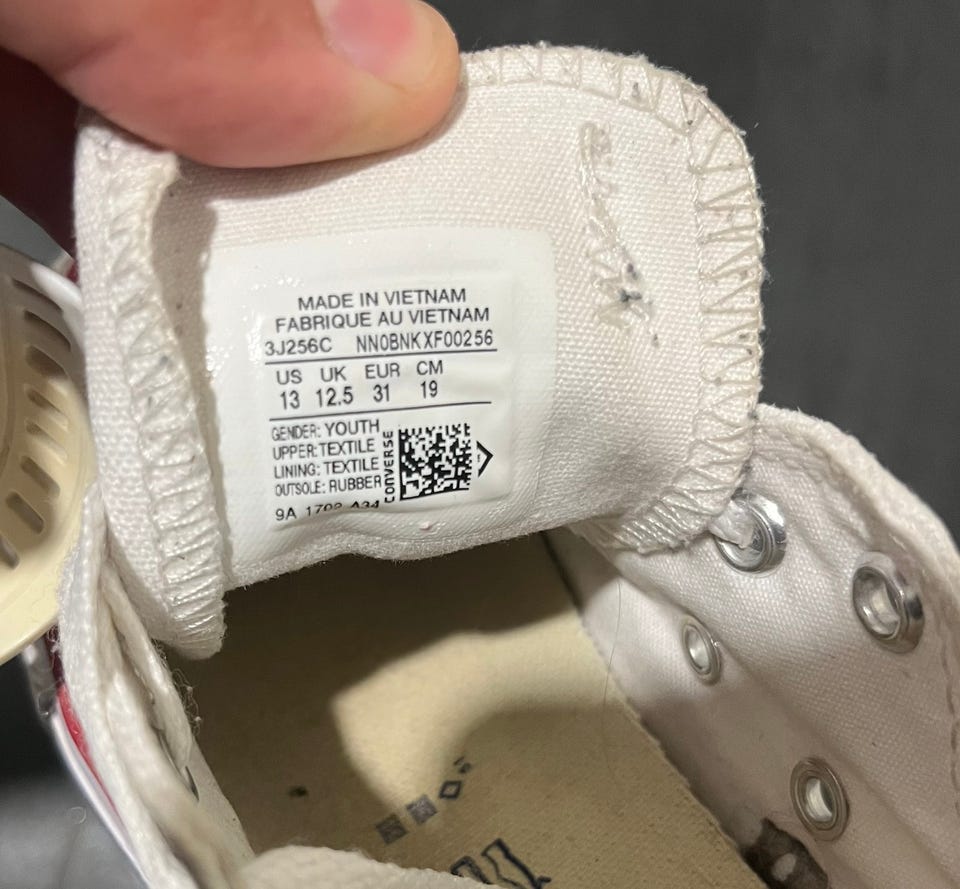 MADE IN VIETNAM
FABRIQUE AU VIETNAM
3J256C NN0BNKXF00256
US UK EUR CM
13 12.5 31 19
GENDER: YOUTH
UPPER: TEXTILE
LINING: TEXTILE
OUTSOLE: RUBBER
CONVERSE
9A